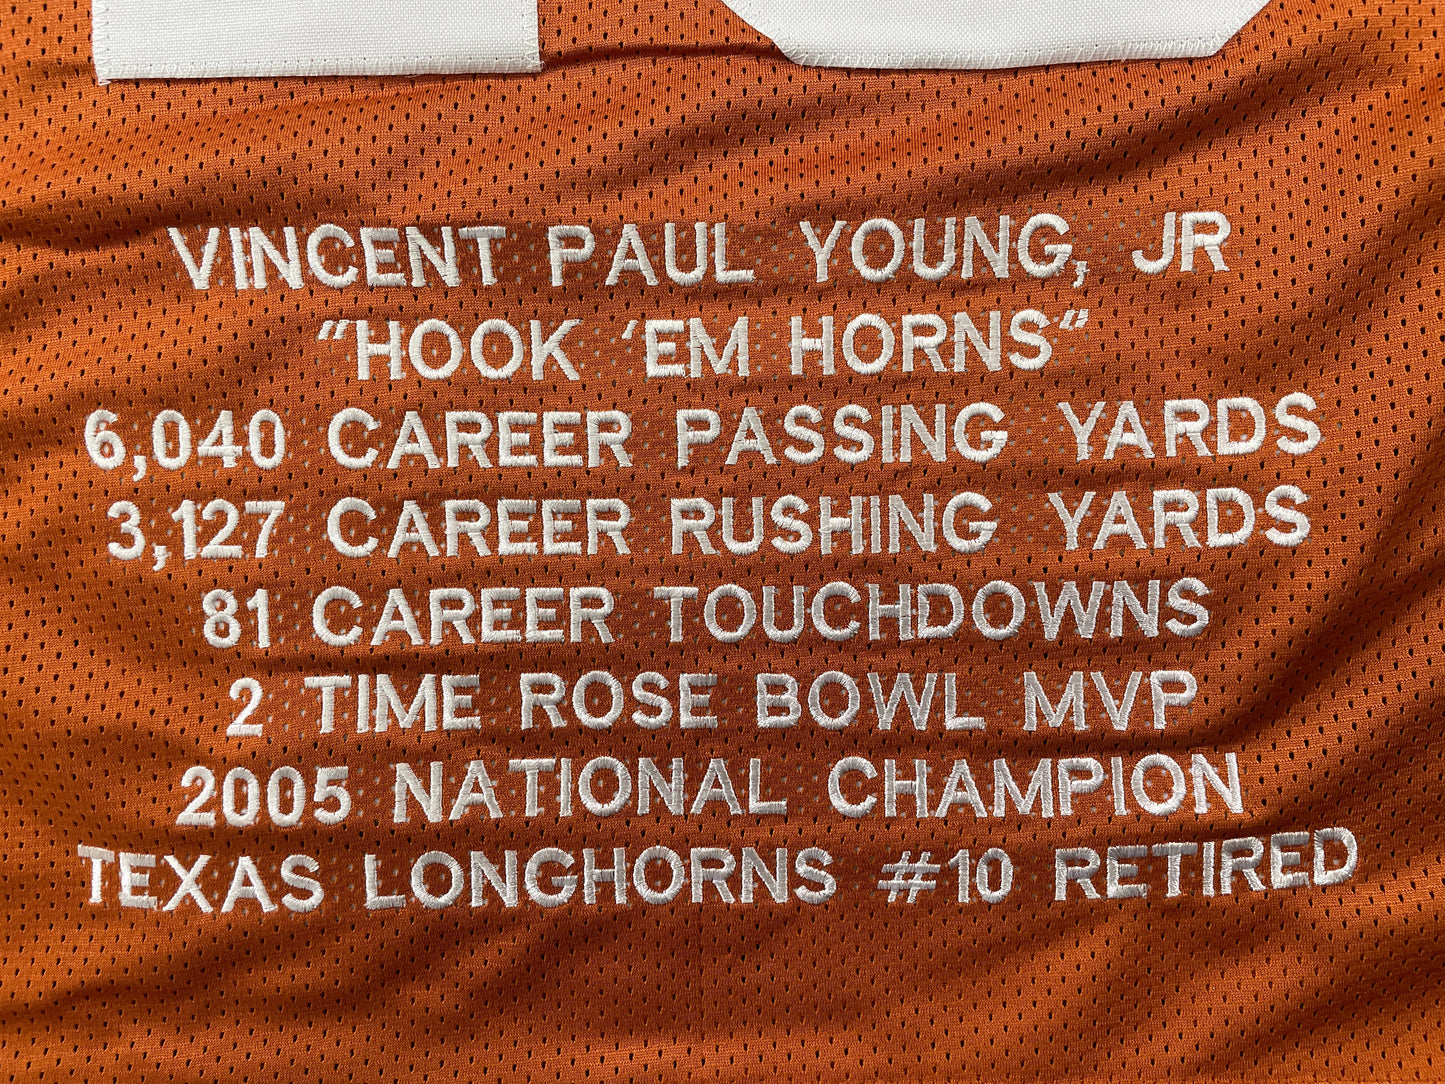 VINCENT PAUL YOUNG, JR
"HOOK 'EM HORNS"
6,040 CAREER PASSING YARDS
3,127 CAREER RUSHING YARDS
81 CAREER TOUCHDOWNS
2 TIME ROSE BOWL MVP
2005 NATIONAL CHAMPION
TEXAS LONGHORNS #10 RETIRED